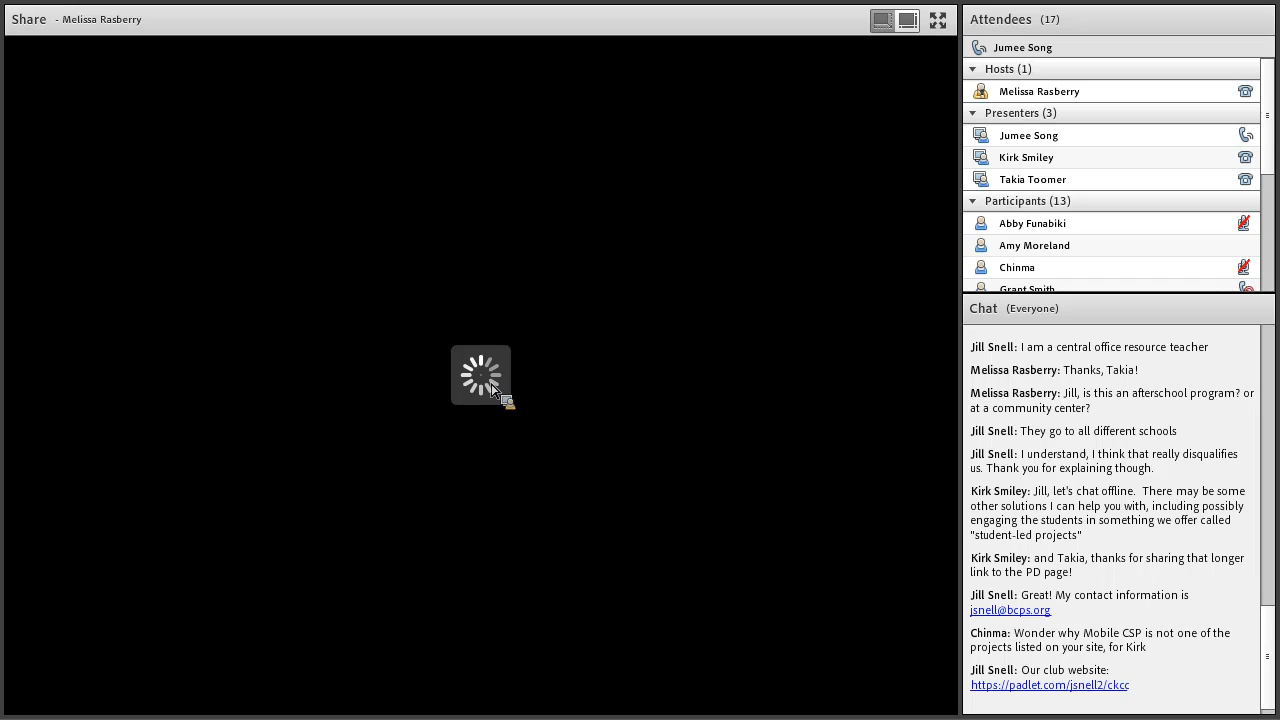 Share - Melissa Rasberry
Attendees (17)
Jumee Song
Hosts (1)
Melissa Rasberry
Presenters (3)
Jumee Song
Kirk Smiley
Takia Toomer
Participants (13)
Abby Funabiki
Amy Moreland
Chinma
Grant Smith
Chat (Everyone)
Jill Snell: I am a central office resource teacher
Melissa Rasberry: Thanks, Takia!
Melissa Rasberry: Jill, is this an afterschool program? or
at a community center?
Jill Snell: They go to all different schools
Jill Snell: I understand, I think that really disqualifies
us. Thank you for explaining though.
Kirk Smiley: Jill, let's chat offline. There may be some
other solutions I can help you with, including possibly
engaging the students in something we offer called
"student-led projects"
Kirk Smiley: and Takia, thanks for sharing that longer
link to the PD page!
Jill Snell: Great! My contact information is
jsnell@bcps.org
Chinma: Wonder why Mobile CSP is not one of the
projects listed on your site, for Kirk
Jill Snell: Our club website:
https://padlet.com/jsnell2/ckcc